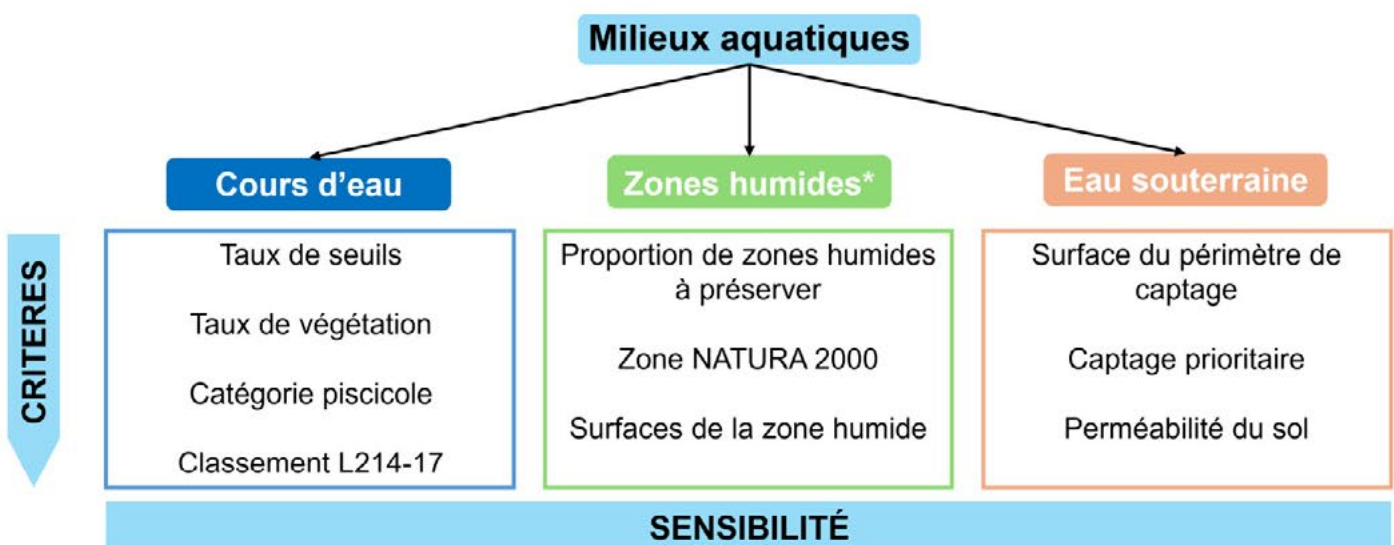 Milieux aquatiques
Cours d'eau
Zones humides*
Eau souterraine
CRITERES
Taux de seuils
Taux de végétation
Catégorie piscicole
Classement L214-17
Proportion de zones humides
à préserver
Zone NATURA 2000
Surfaces de la zone humide
Surface du périmètre de
captage
Captage prioritaire
Perméabilité du sol
SENSIBILITÉ